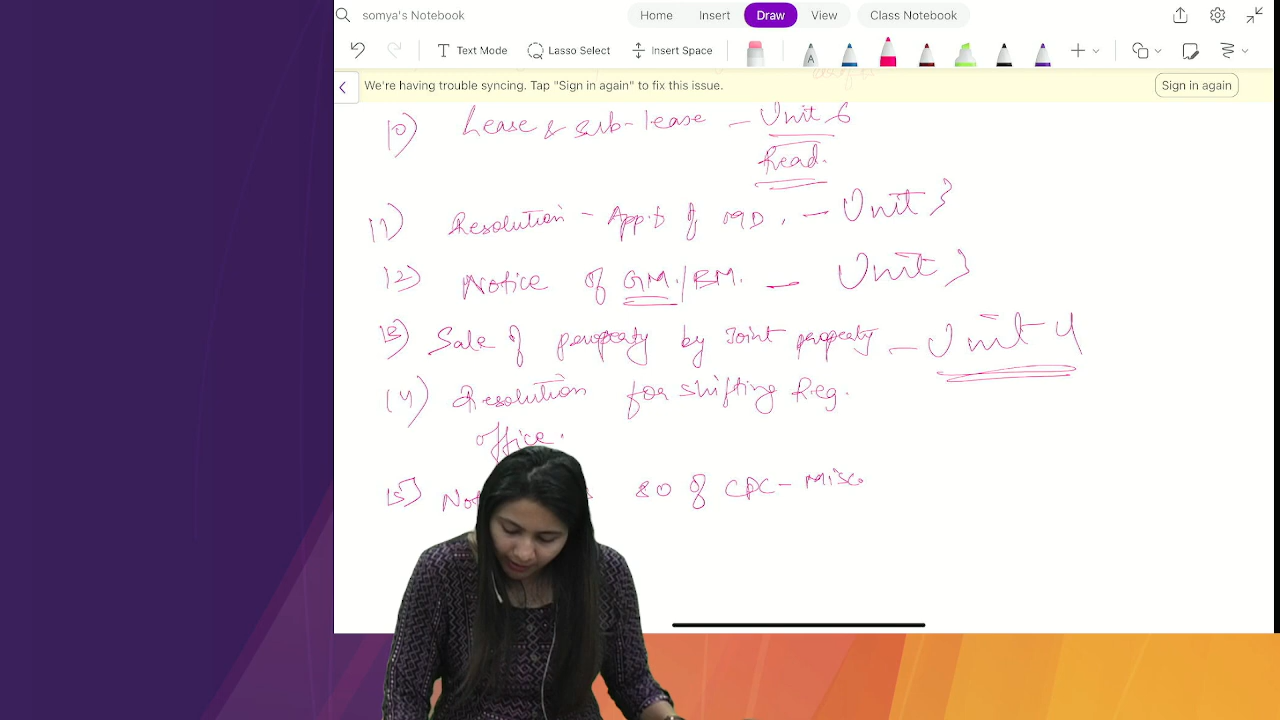 somya's Notebook
Home Insert Draw View Class Notebook
Text Mode Lasso Select Insert Space
We're having trouble syncing. Tap "Sign in again" to fix this issue. Sign in again
10) Lease & sub-lease - Unit 6
Read.
11) Resolution - App.t of MD. - Unit 3
12) Notice of GM./BM. - Unit 3
13) Sale of property by Joint property - Unit 4
14) Resolution for shifting Reg.
office.
15) 80 of CPC - Misc